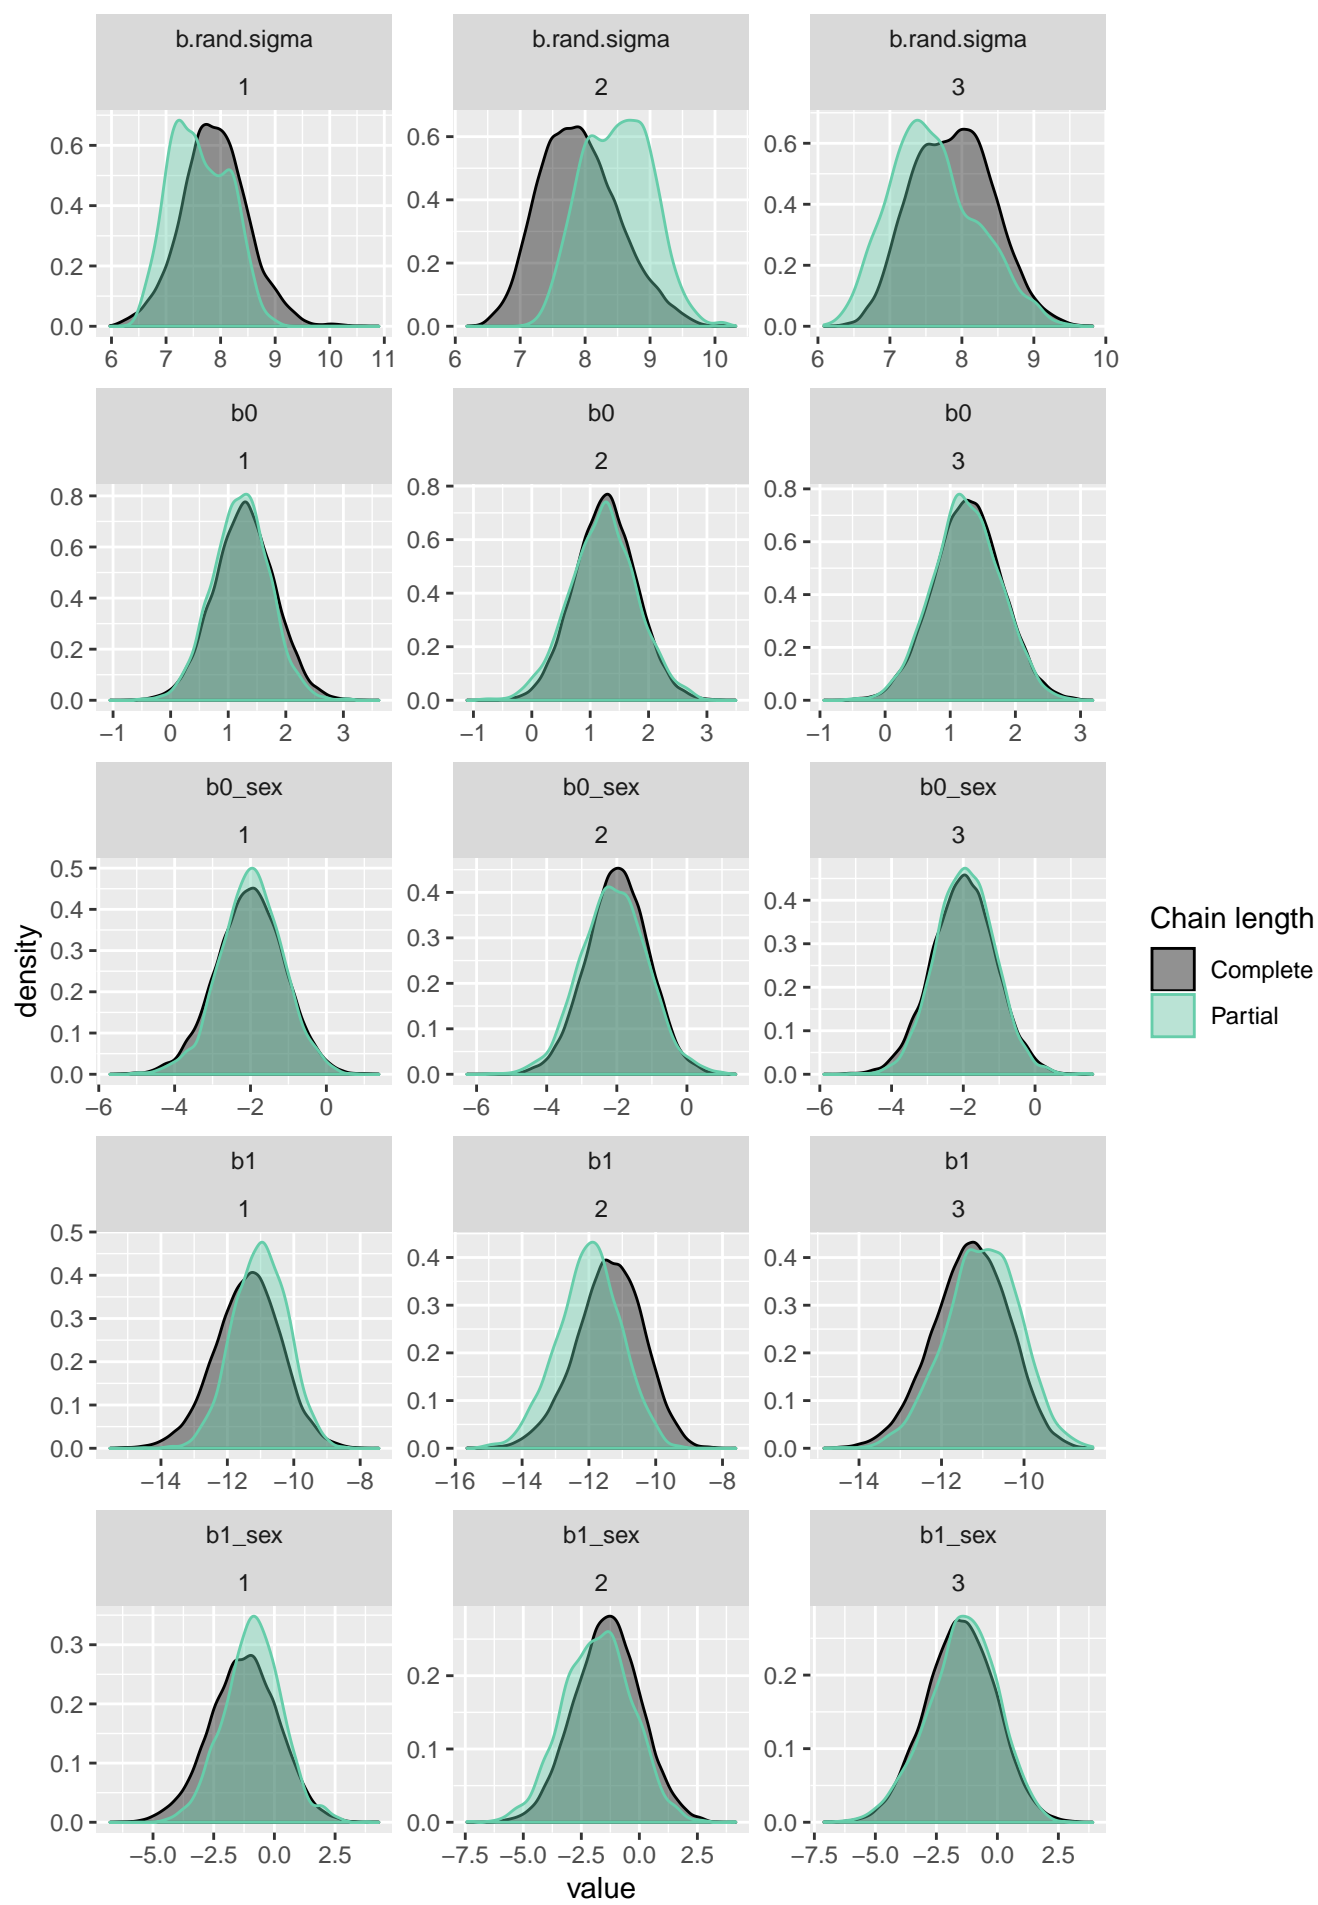 b.rand.sigma b.rand.sigma b.rand.sigma
1 2 3
0.6 0.6 0.6
0.4 0.4 0.4
0.2 0.2 0.2
0.0 0.0 0.0
6 7 8 9 10 11 6 7 8 9 10 6 7 8 9 10
b0 b0 b0
1 2 3
0.8 0.8 0.8
0.6 0.6 0.6
0.4 0.4 0.4
0.2 0.2 0.2
0.0 0.0 0.0
−1 0 1 2 3 −1 0 1 2 3 −1 0 1 2 3
b0_sex b0_sex b0_sex
1 2 3
0.5
0.4 0.4 0.4
0.3 0.3 0.3
0.2 0.2 0.2
0.1 0.1 0.1
0.0 0.0 0.0
−6 −4 −2 0 −6 −4 −2 0 −6 −4 −2 0
b1 b1 b1
1 2 3
0.5
0.4 0.4 0.4
0.3 0.3 0.3
0.2 0.2 0.2
0.1 0.1 0.1
0.0 0.0 0.0
−14 −12 −10 −8 −16 −14 −12 −10 −8 −14 −12 −10
b1_sex b1_sex b1_sex
1 2 3
0.3
0.2 0.2 0.2
0.1 0.1 0.1
0.0 0.0 0.0
−5.0 −2.5 0.0 2.5 −7.5 −5.0 −2.5 0.0 2.5 −7.5 −5.0 −2.5 0.0 2.5
value
density
Chain length
Complete
Partial